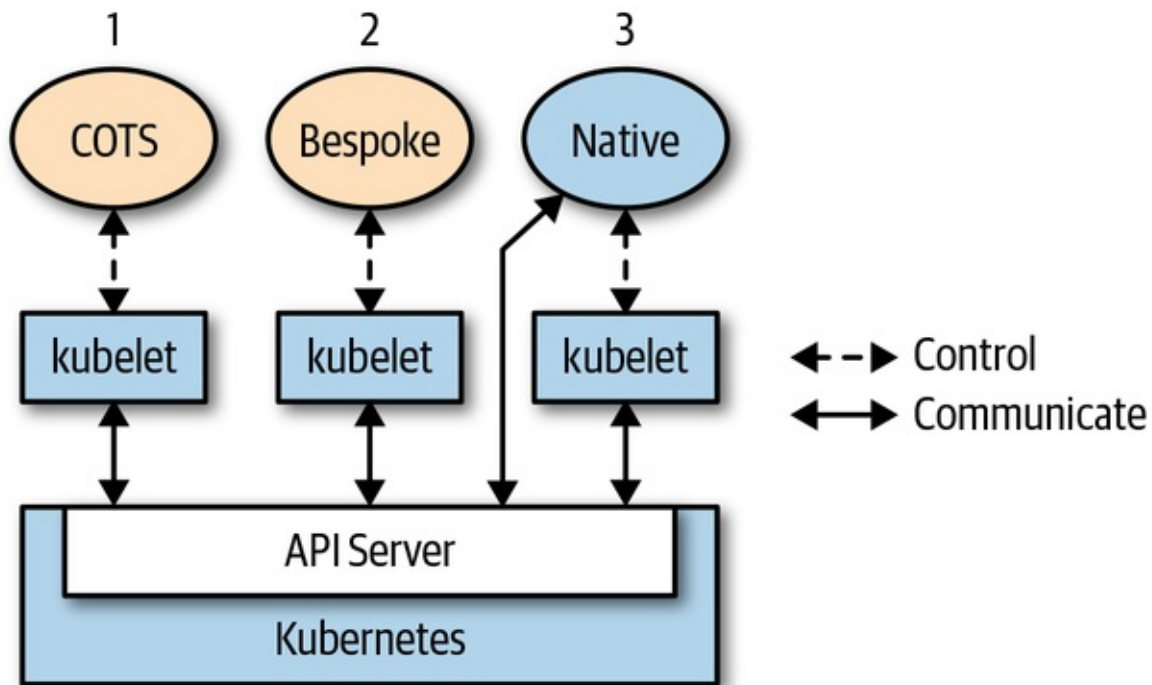 1 2 3
COTS Bespoke Native
kubelet kubelet kubelet
Control
Communicate
API Server
Kubernetes